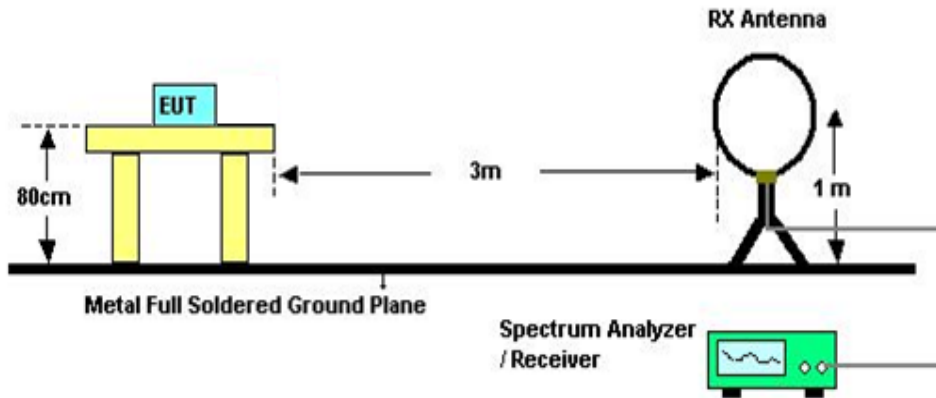 RX Antenna
EUT
80cm
3m
1 m
Metal Full Soldered Ground Plane
Spectrum Analyzer
/ Receiver